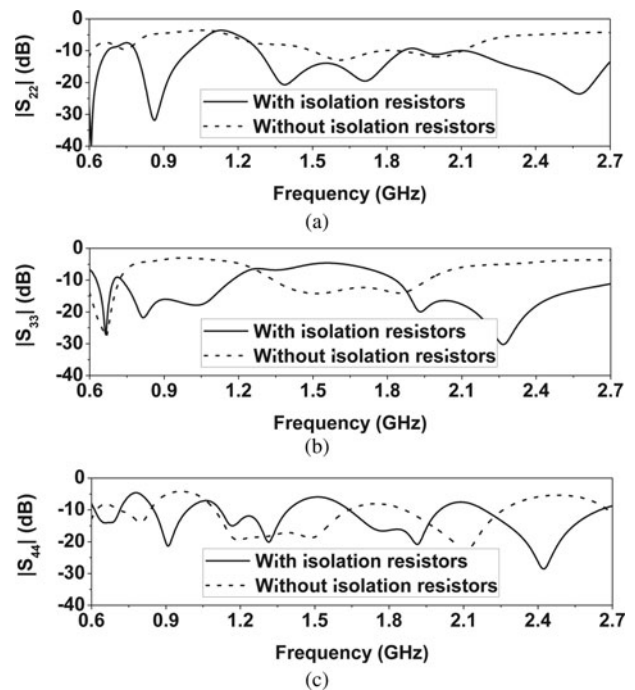 0
-10
-20
-30
-40
|S22| (dB)
With isolation resistors
Without isolation resistors
0.6 0.9 1.2 1.5 1.8 2.1 2.4 2.7
Frequency (GHz)
(a)
0
-10
-20
-30
-40
|S33| (dB)
With isolation resistors
Without isolation resistors
0.6 0.9 1.2 1.5 1.8 2.1 2.4 2.7
Frequency (GHz)
(b)
0
-10
-20
-30
-40
|S44| (dB)
With isolation resistors
Without isolation resistors
0.6 0.9 1.2 1.5 1.8 2.1 2.4 2.7
Frequency (GHz)
(c)